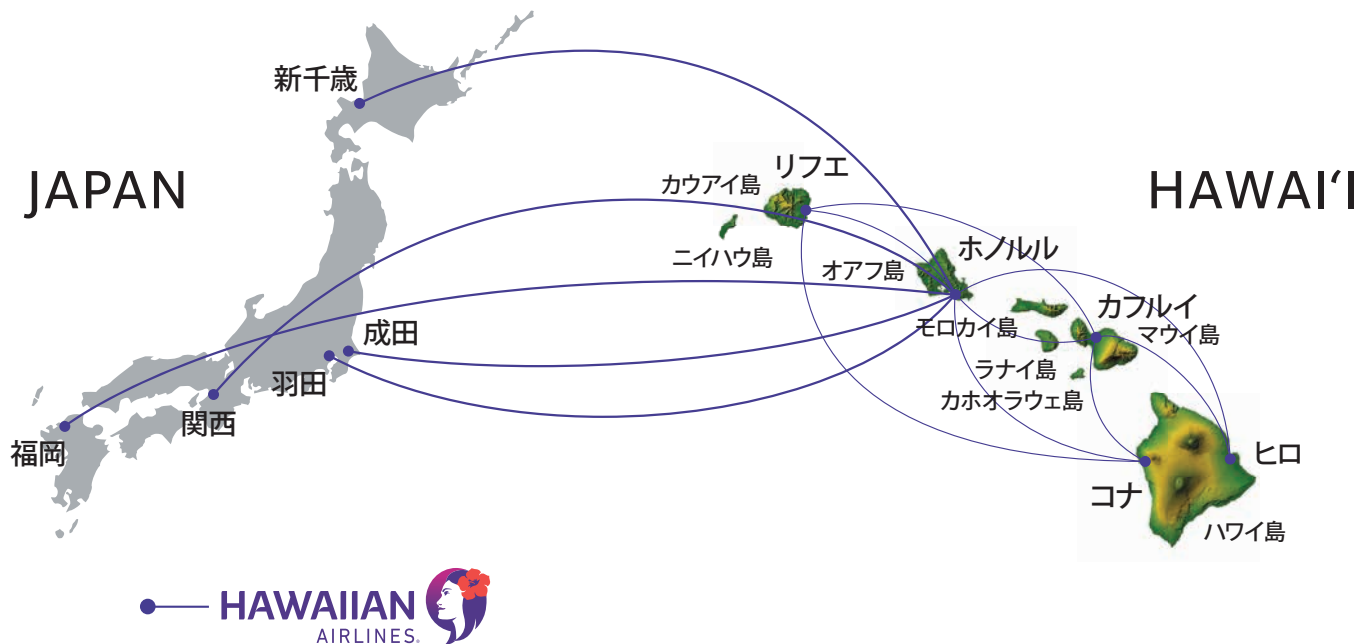 新千歳
JAPAN
リフエ
カウアイ島
HAWAIʻI
ニイハウ島
オアフ島
ホノルル
カフルイ
モロカイ島
マウイ島
成田
羽田
ラナイ島
カホオラウェ島
関西
福岡
ヒロ
コナ
ハワイ島
HAWAIIAN
AIRLINES®